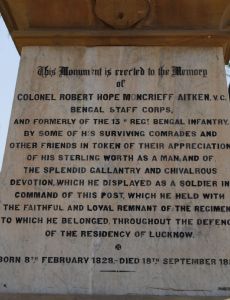 This Monument is erected to the Memory
OF
COLONEL ROBERT HOPE MONCRIEFF AITKEN, V.C.
BENGAL STAFF CORPS,
AND FORMERLY OF THE 13TH REGT BENGAL INFANTRY,
BY SOME OF HIS SURVIVING COMRADES AND
OTHER FRIENDS IN TOKEN OF THEIR APPRECIATION
OF HIS STERLING WORTH AS A MAN, AND OF
THE SPLENDID GALLANTRY AND CHIVALROUS
DEVOTION, WHICH HE DISPLAYED AS A SOLDIER IN
COMMAND OF THIS POST, WHICH HE HELD WITH
THE FAITHFUL AND LOYAL REMNANT OF THE REGIMENT
TO WHICH HE BELONGED, THROUGHOUT THE DEFENCE
OF THE RESIDENCY OF LUCKNOW.
BORN 8TH FEBRUARY 1828–DIED 18TH SEPTEMBER